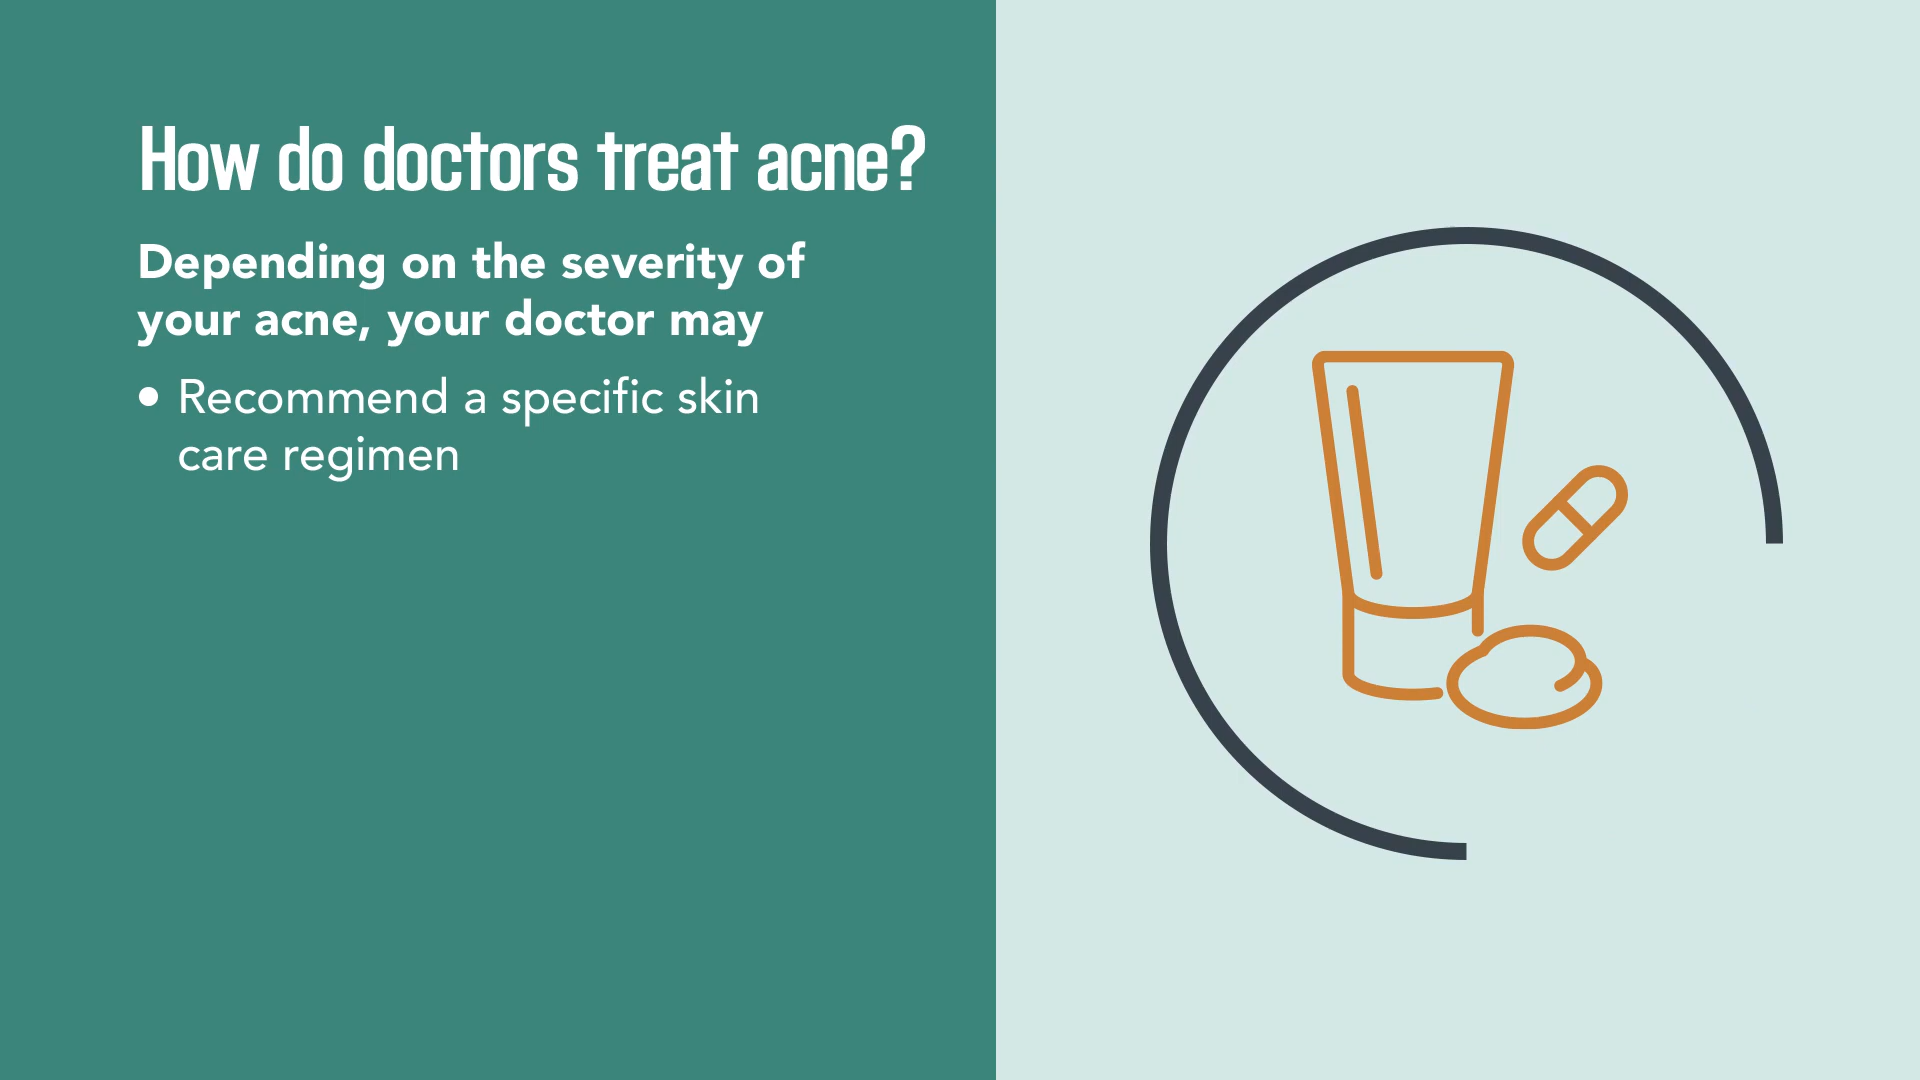 How do doctors treat acne?
Depending on the severity of
your acne, your doctor may
• Recommend a specific skin
care regimen